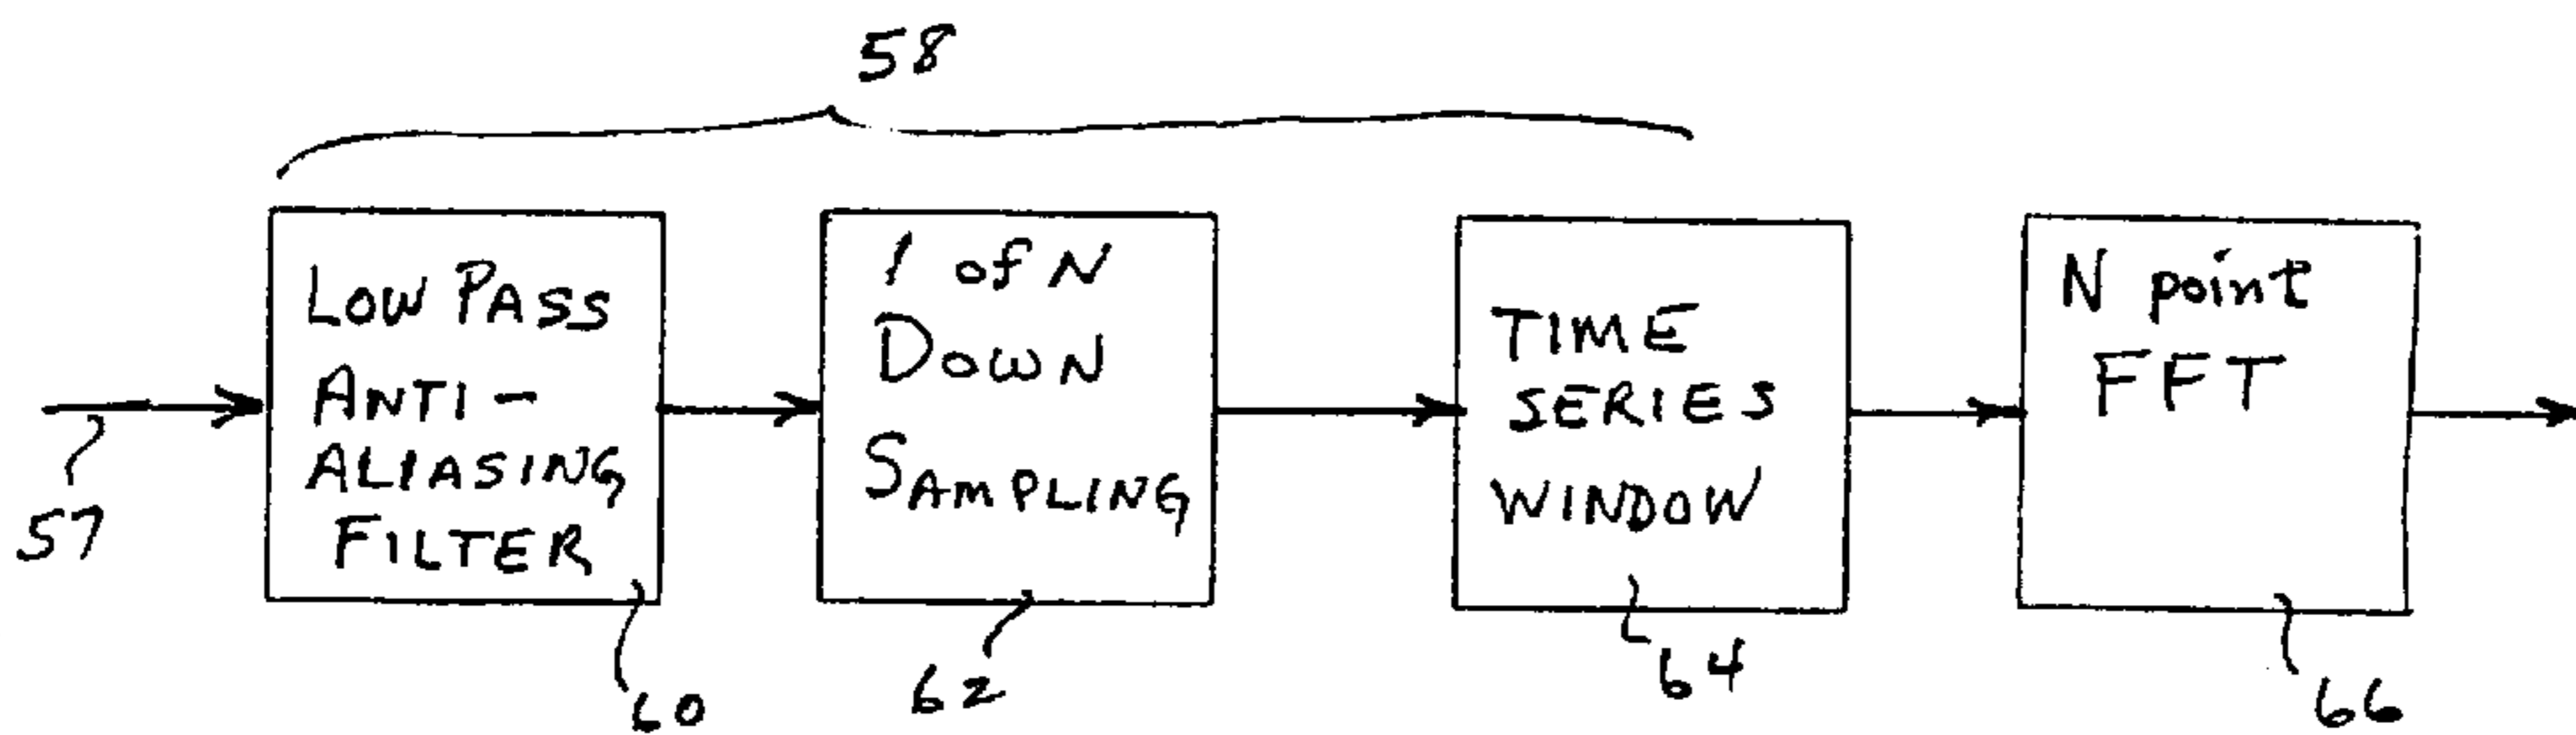 58
LOW PASS
ANTI-
ALIASING
FILTER
1 of N
DOWN
SAMPLING
TIME
SERIES
WINDOW
N point
FFT
57
60
62
64
66